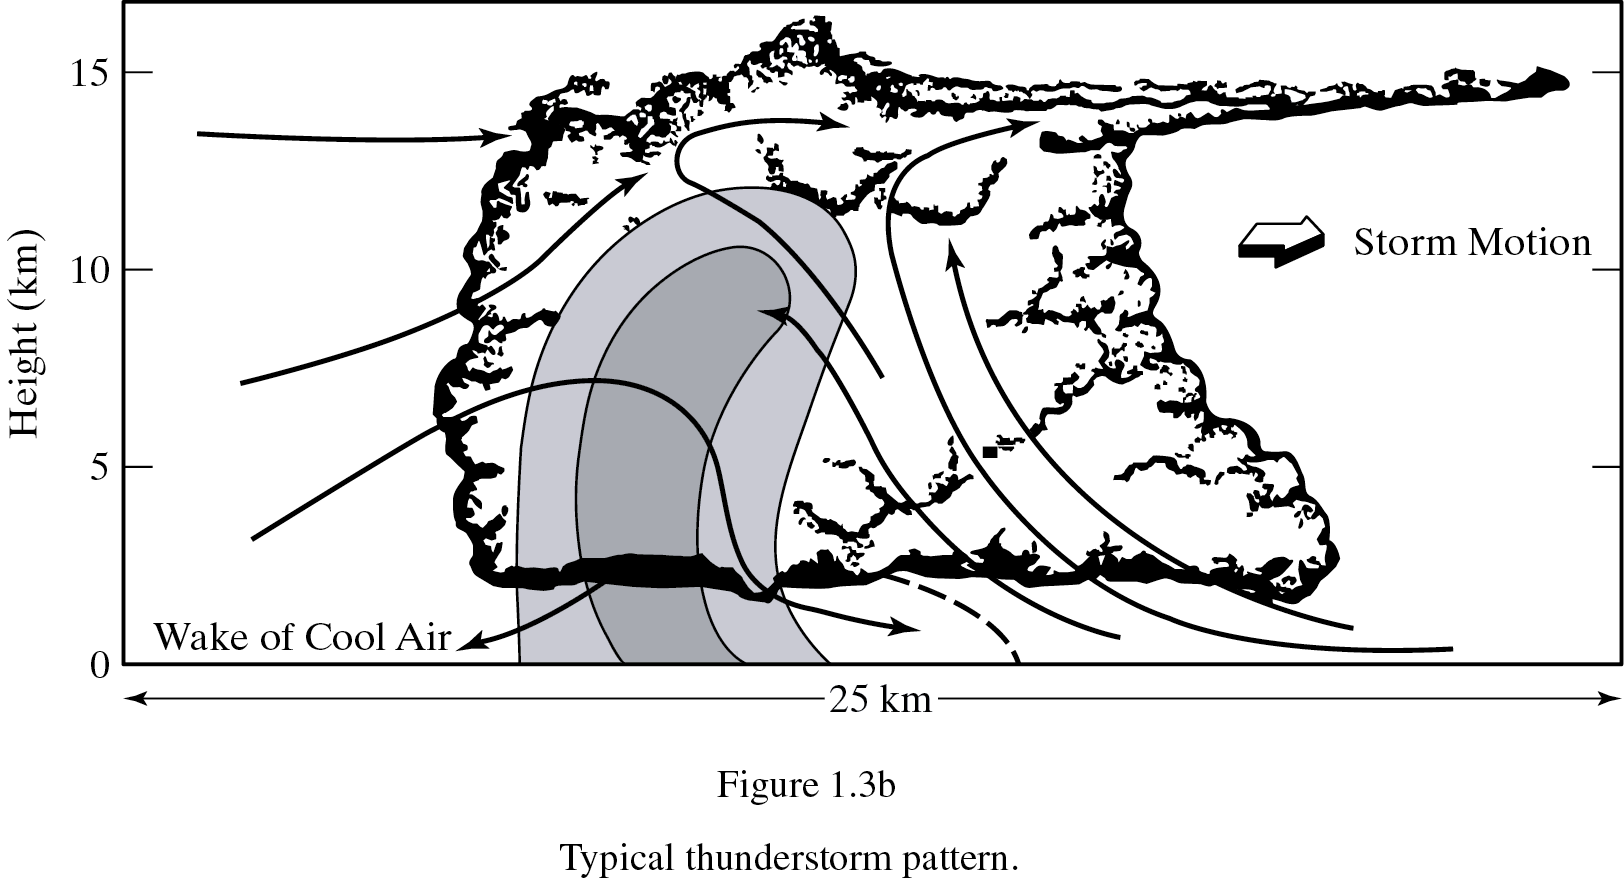 15
10
5
0
Height (km)
Storm Motion
Wake of Cool Air
25 km
Figure 1.3b
Typical thunderstorm pattern.